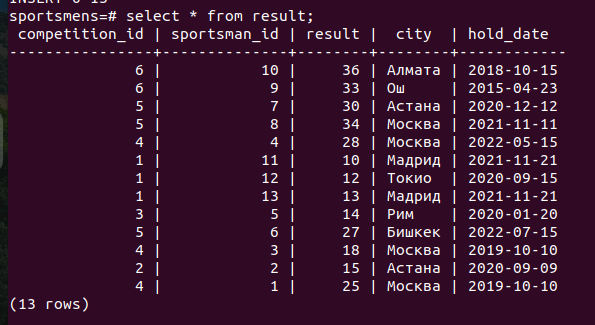 INSERT 0 13
sportsmens=# select * from result;
 competition_id | sportsman_id | result |  city  | hold_date
----------------+--------------+--------+--------+------------
              6 |           10 |     36 | Алмата | 2018-10-15
              6 |            9 |     33 | Ош     | 2015-04-23
              5 |            7 |     30 | Астана | 2020-12-12
              5 |            8 |     34 | Москва | 2021-11-11
              4 |            4 |     28 | Москва | 2022-05-15
              1 |           11 |     10 | Мадрид | 2021-11-21
              1 |           12 |     12 | Токио  | 2020-09-15
              1 |           13 |     13 | Мадрид | 2021-11-21
              3 |            5 |     14 | Рим    | 2020-01-20
              5 |            6 |     27 | Бишкек | 2022-07-15
              4 |            3 |     18 | Москва | 2019-10-10
              2 |            2 |     15 | Астана | 2020-09-09
              4 |            1 |     25 | Москва | 2019-10-10
(13 rows)